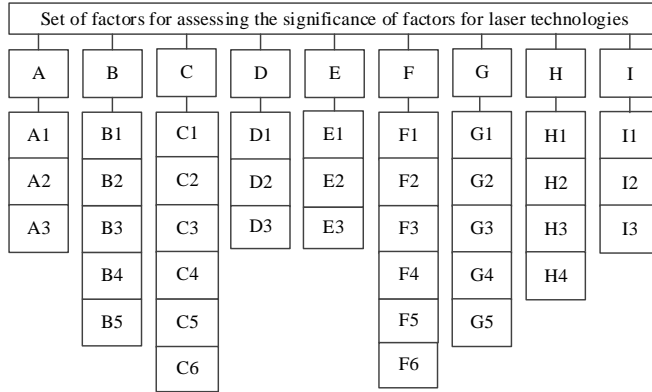 Set of factors for assessing the significance of factors for laser technologies
A B C D E F G H I
A1 B1 C1 D1 E1 F1 G1 H1 I1
A2 B2 C2 D2 E2 F2 G2 H2 I2
A3 B3 C3 D3 E3 F3 G3 H3 I3
B4 C4 F4 G4 H4
B5 C5 F5 G5
C6 F6